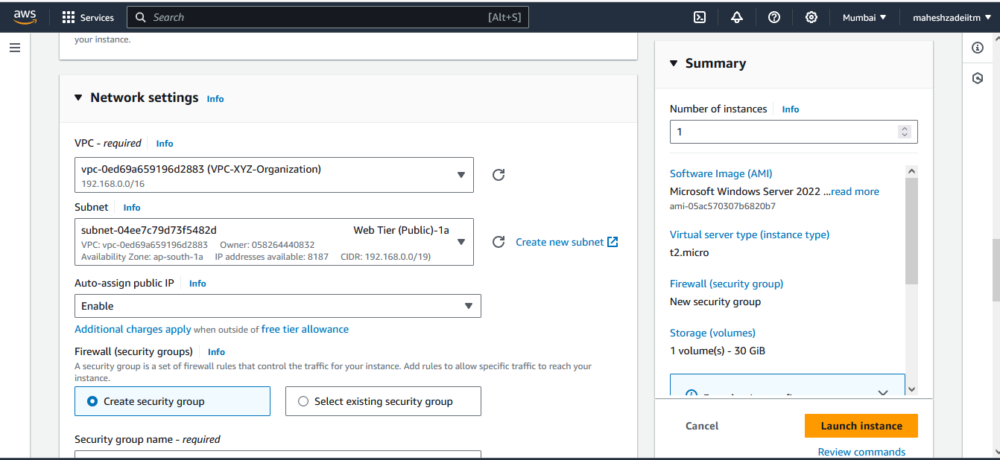 aws Services Search [Alt+S] Mumbai maheshzadeiitm
your instance.
Network settings Info
VPC - required Info
vpc-0ed69a659196d2883 (VPC-XYZ-Organization)
192.168.0.0/16
Subnet Info
subnet-04ee7c79d73f5482d Web Tier (Public)-1a
VPC: vpc-0ed69a659196d2883 Owner: 058264440832
Availability Zone: ap-south-1a IP addresses available: 8187 CIDR: 192.168.0.0/19)
Create new subnet
Auto-assign public IP Info
Enable
Additional charges apply when outside of free tier allowance
Firewall (security groups) Info
A security group is a set of firewall rules that control the traffic for your instance. Add rules to allow specific traffic to reach your
instance.
Create security group Select existing security group
Security group name - required
Summary
Number of instances Info
1
Software Image (AMI)
Microsoft Windows Server 2022 ...read more
ami-05ac570307b6820b7
Virtual server type (instance type)
t2.micro
Firewall (security group)
New security group
Storage (volumes)
1 volume(s) - 30 GiB
Cancel Launch instance
Review commands